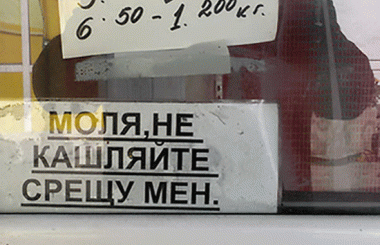 6: 50 - 1. 200 кг.
МОЛЯ, НЕ
КАШЛЯЙТЕ
СРЕЩУ МЕН.